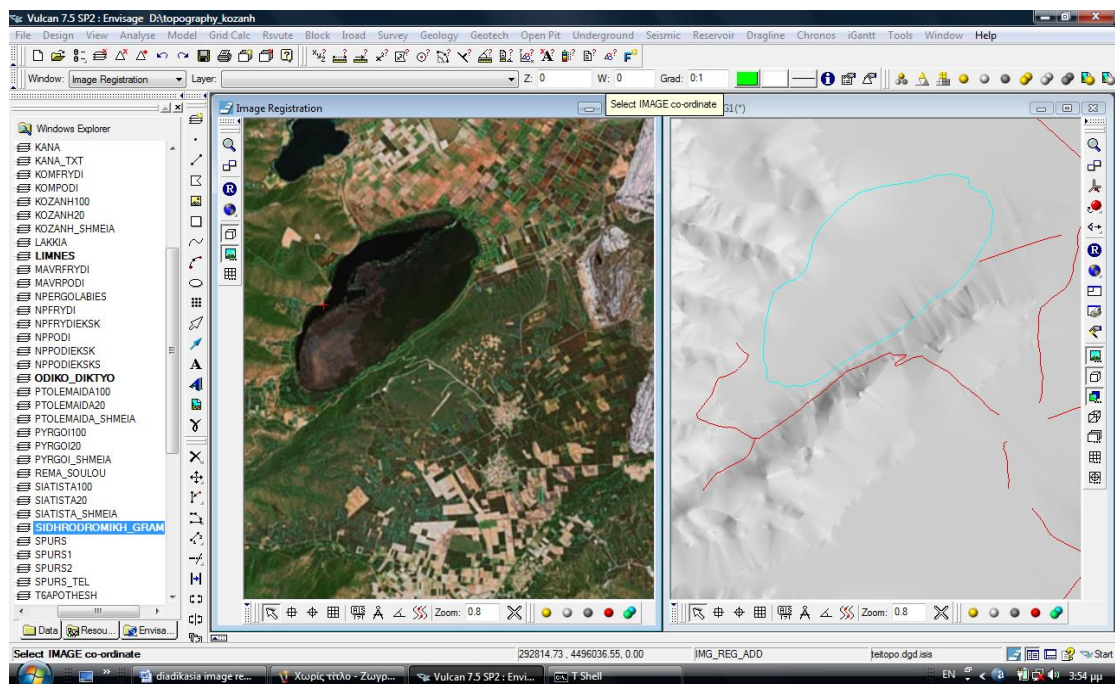 Vulcan 7.5 SP2 : Envisage D:\topography_kozanh
File Design View Analyse Model Grid Calc Rsvute Block Iroad Survey Geology Geotech Open Pit Underground Seismic Reservoir Dragline Chronos iGantt Tools Window Help
Window: Image Registration Layer: Z: 0 W: 0 Grad: 0:1
Select IMAGE co-ordinate
Image Registration
G1(*)
Windows Explorer
KANA
KANA_TXT
KOMFRYDI
KOMPODI
KOZANH100
KOZANH20
KOZANH_SHMEIA
LAKKIA
LIMNES
MAVRFRYDI
MAVRPODI
NPERGOLABIES
NPFRYDI
NPFRYDIEKSK
NPPODI
NPPODIEKSK
NPPODIEKSKS
ODIKO_DIKTYO
PTOLEMAIDA100
PTOLEMAIDA20
PTOLEMAIDA_SHMEIA
PYRGOI100
PYRGOI20
PYRGOI_SHMEIA
REMA_SOULOU
SIATISTA100
SIATISTA20
SIATISTA_SHMEIA
SIDHRODROMIKH_GRAM
SPURS
SPURS1
SPURS2
SPURS_TEL
T6APOTHESH
Data Resou... Envisa...
Zoom: 0.8
Zoom: 0.8
Select IMAGE co-ordinate 292814.73 , 4496036.55, 0.00 IMG_REG_ADD teitopo.dgd.isis Start
diadikasia image re... Χωρίς τίτλο - Ζωγρ... Vulcan 7.5 SP2 : Envi... T Shell EN 3:54 μμ